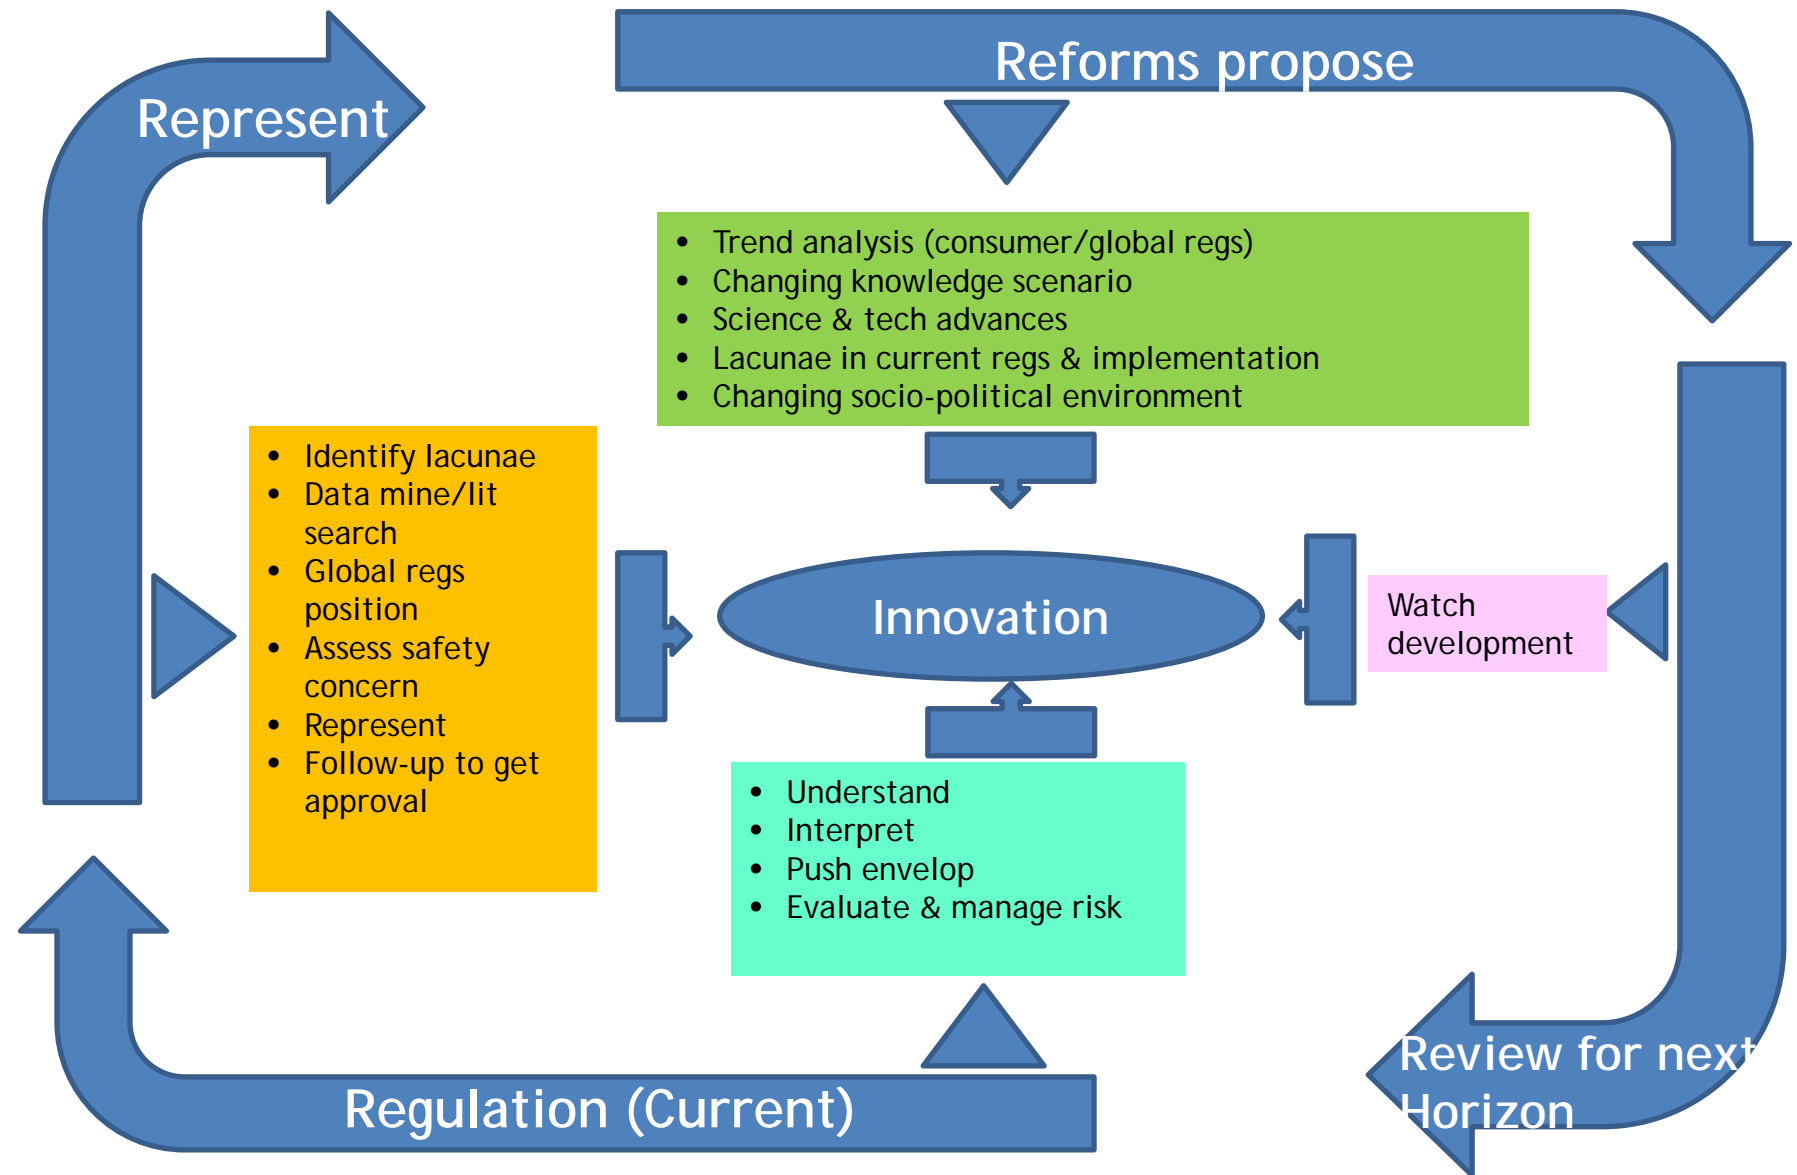 Reforms propose
Represent
• Trend analysis (consumer/global regs)
• Changing knowledge scenario
• Science & tech advances
• Lacunae in current regs & implementation
• Changing socio-political environment
• Identify lacunae
• Data mine/lit
search
• Global regs
position
• Assess safety
concern
• Represent
• Follow-up to get
approval
Innovation
Watch
development
• Understand
• Interpret
• Push envelop
• Evaluate & manage risk
Review for next
Horizon
Regulation (Current)